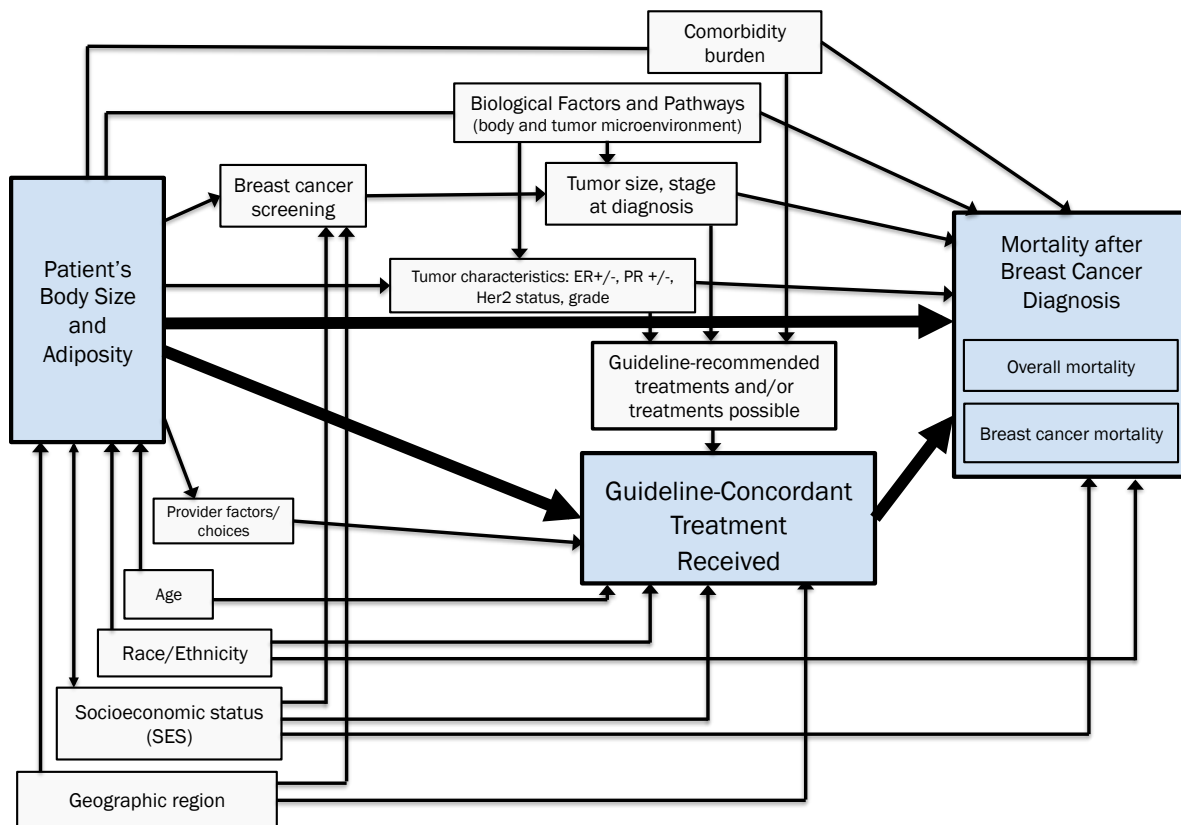 Comorbidity
burden
Biological Factors and Pathways
(body and tumor microenvironment)
Breast cancer
screening
Tumor size, stage
at diagnosis
Patient's
Body Size
and
Adiposity
Mortality after
Breast Cancer
Diagnosis
Overall mortality
Breast cancer mortality
Tumor characteristics: ER+/-, PR +/-,
Her2 status, grade
Guideline-recommended
treatments and/or
treatments possible
Guideline-Concordant
Treatment
Received
Provider factors/
choices
Age
Race/Ethnicity
Socioeconomic status
(SES)
Geographic region